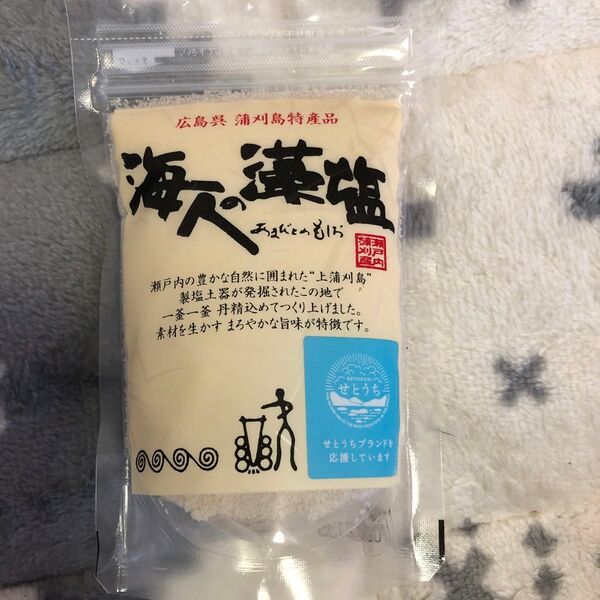 広島呉 蒲刈島特産品
海人の藻塩
あまびとのもしお
瀬戸内
蒲刈産
瀬戸内の豊かな自然に囲まれた“上蒲刈島”
製塩土器が発掘されたこの地で
一釜一釜 丹精込めてつくり上げました。
素材を生かす まろやかな旨味が特徴です。
SETOUCHI
せとうち
せとうちブランドを
応援しています